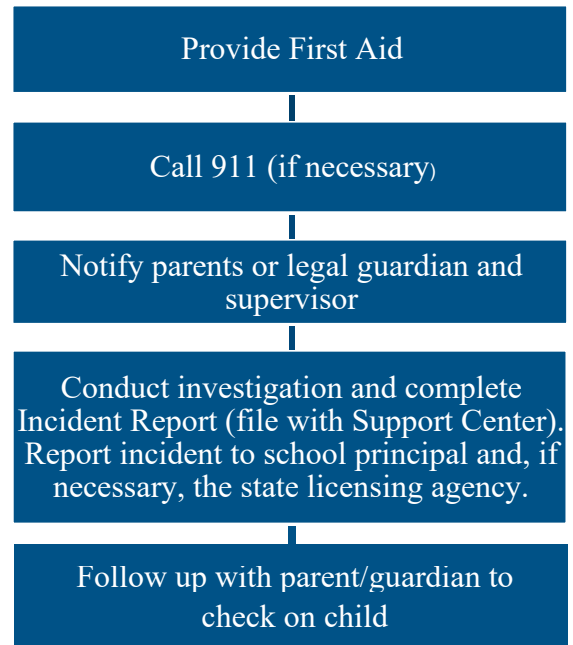 Provide First Aid
Call 911 (if necessary)
Notify parents or legal guardian and
supervisor
Conduct investigation and complete
Incident Report (file with Support Center).
Report incident to school principal and, if
necessary, the state licensing agency.
Follow up with parent/guardian to
check on child